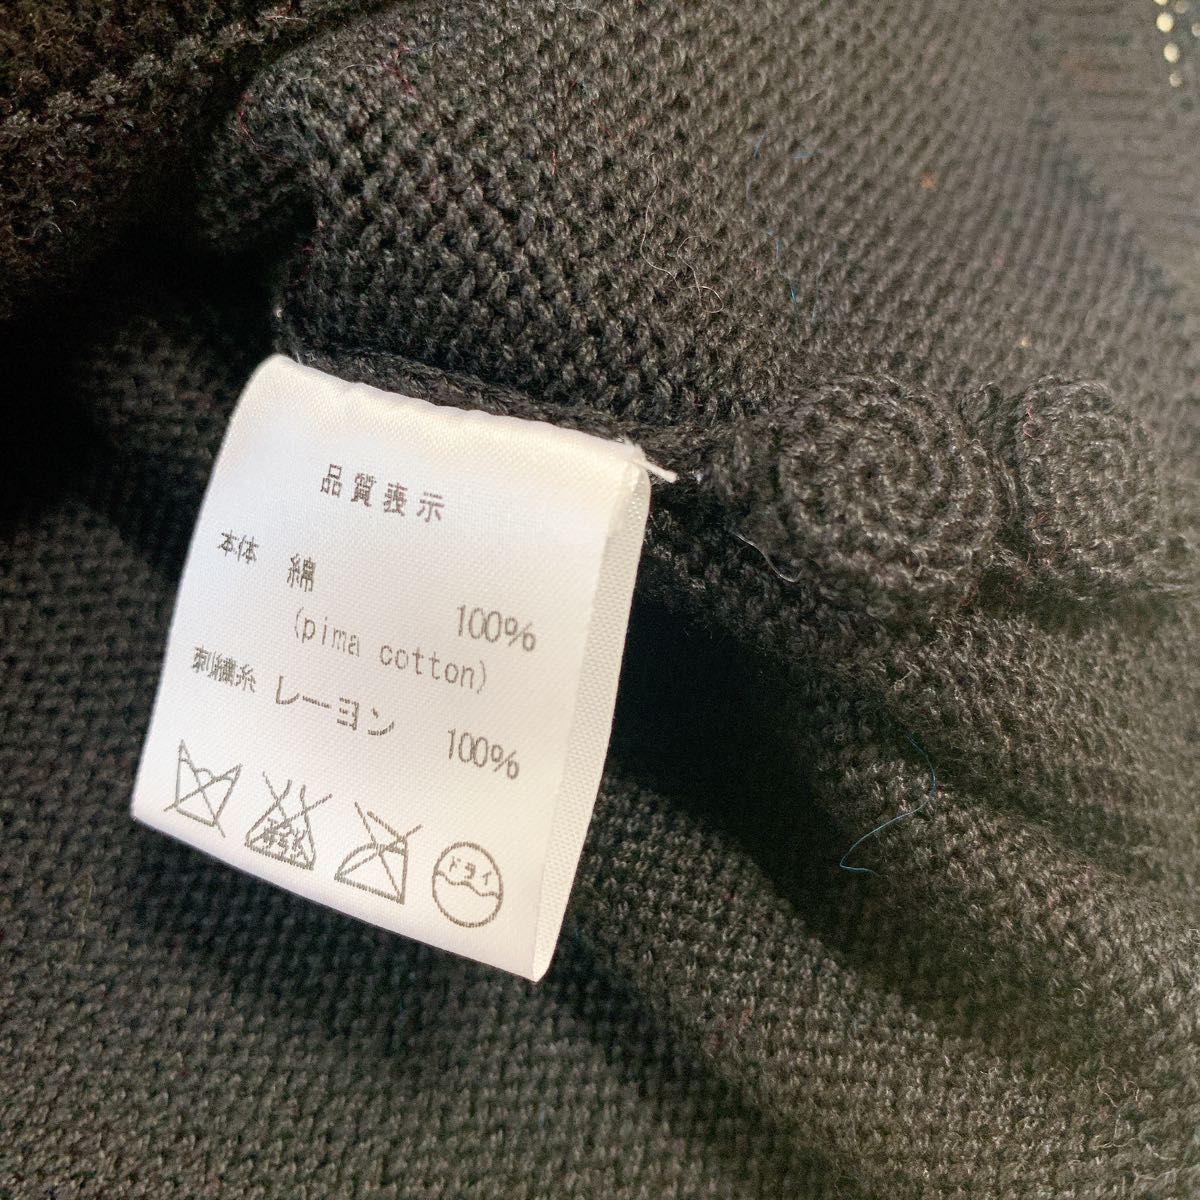 品質表示
本体 綿 100%
(pima cotton)
刺繍糸 レーヨン 100%
ドライ